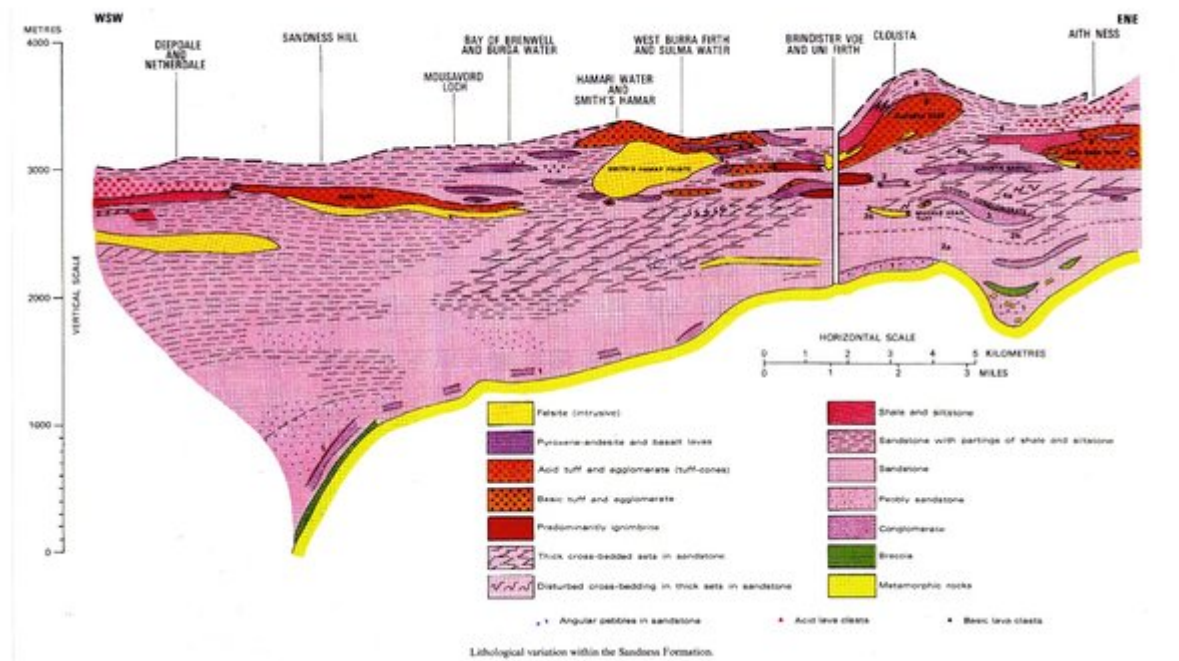 WSW
ENE
METRES
4000
3000
2000
1000
0
VERTICAL SCALE
DEEPDALE
AND
NETHERDALE
SANDNESS HILL
MOUSAVORD
LOCH
BAY OF BRENWELL
AND BURGA WATER
HAMARI WATER
AND
SMITH'S HAMAR
WEST BURRA FIRTH
AND SULMA WATER
BRINDISTER VOE
AND UNI FIRTH
CLOUSTA
AITH NESS
SMITH'S HAMAR FELSITE
HORIZONTAL SCALE
0 1 2 3 4 5 KILOMETRES
0 1 2 3 MILES
Felsite (intrusive)
Pyroxene-andesite and basalt lavas
Acid tuff and agglomerate (tuff-cones)
Basic tuff and agglomerate
Predominantly ignimbrite
Thick cross-bedded sets in sandstone
Disturbed cross-bedding in thick sets in sandstone
Shale and siltstone
Sandstone with partings of shale and siltstone
Sandstone
Pebbly sandstone
Conglomerate
Breccia
Metamorphic rocks
Angular pebbles in sandstone
Acid lava clasts
Basic lava clasts
Lithological variation within the Sandness Formation.